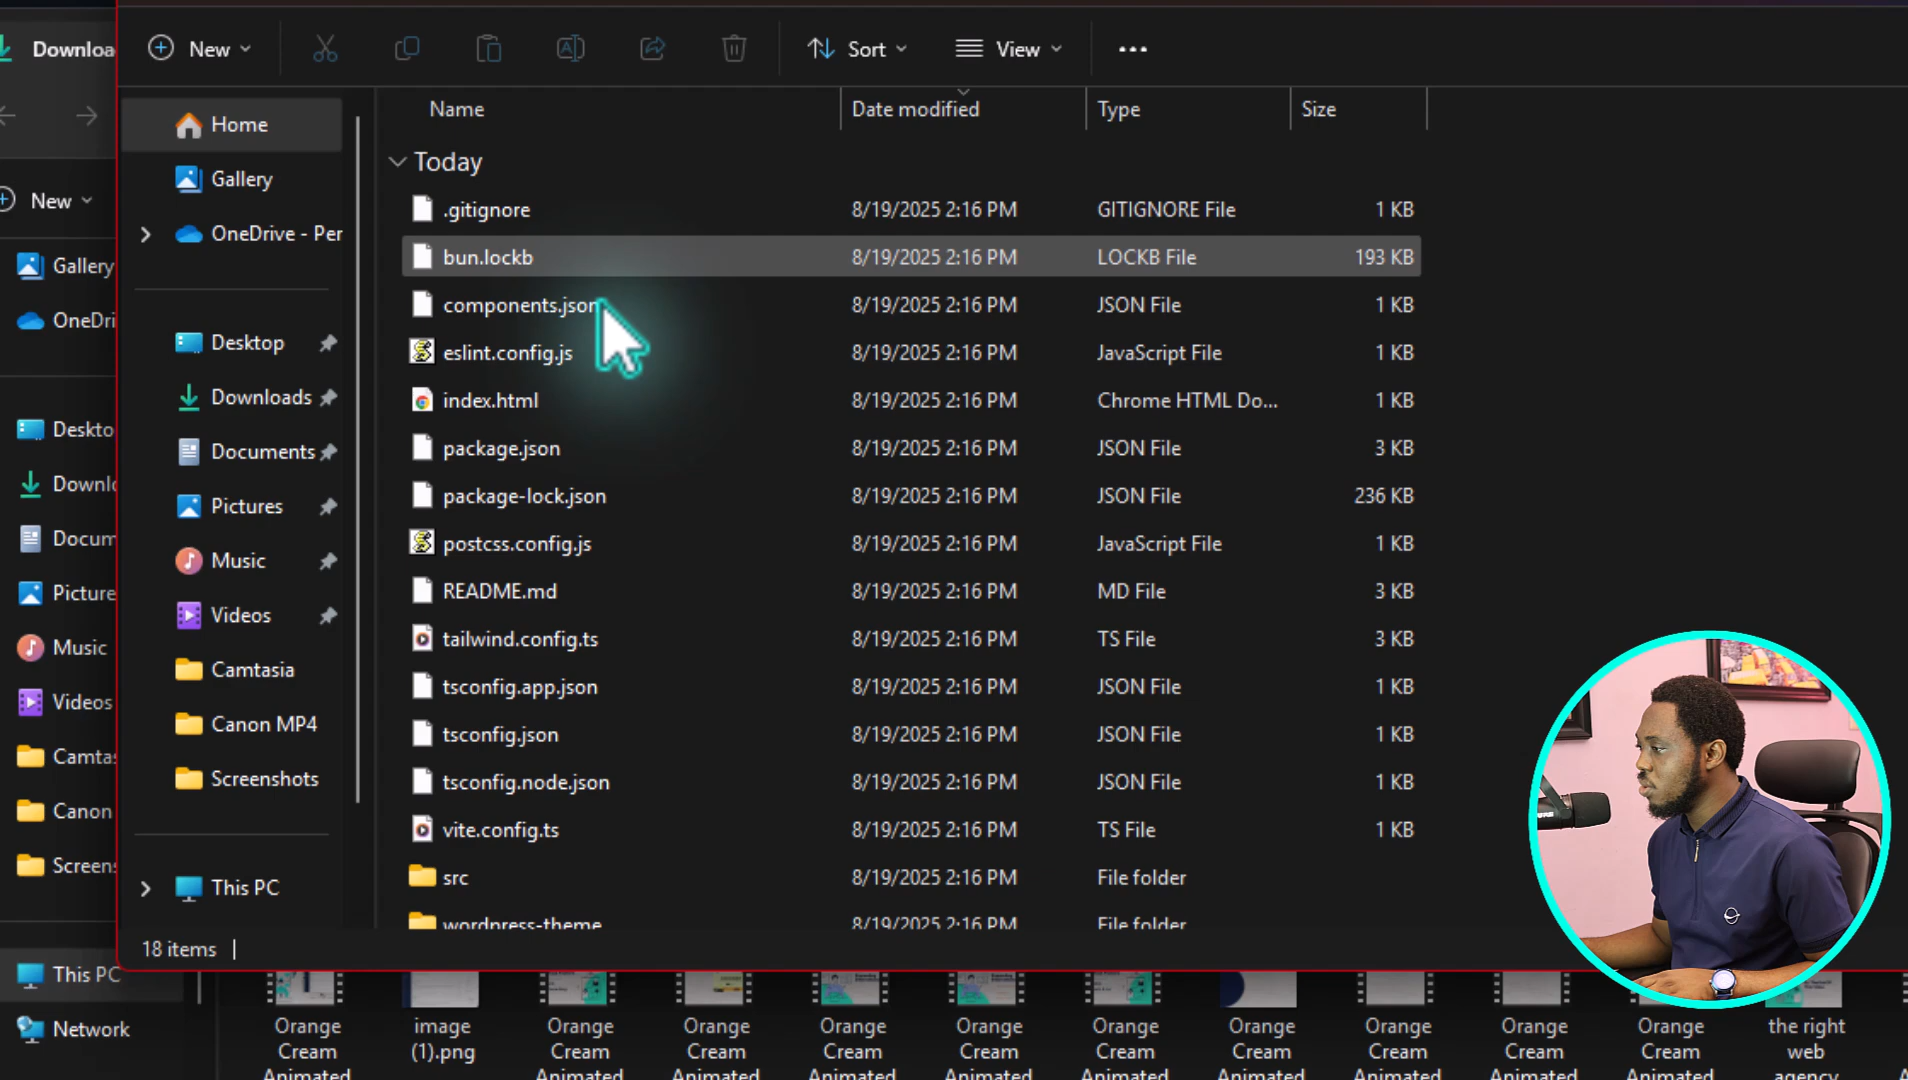 Downloa
New
Sort
View
Name
Date modified
Type
Size
Home
Gallery
OneDrive - Per
Desktop
Downloads
Documents
Pictures
Music
Videos
Camtasia
Canon MP4
Screenshots
This PC
Today
.gitignore 8/19/2025 2:16 PM GITIGNORE File 1 KB
bun.lockb 8/19/2025 2:16 PM LOCKB File 193 KB
components.json 8/19/2025 2:16 PM JSON File 1 KB
eslint.config.js 8/19/2025 2:16 PM JavaScript File 1 KB
index.html 8/19/2025 2:16 PM Chrome HTML Do... 1 KB
package.json 8/19/2025 2:16 PM JSON File 3 KB
package-lock.json 8/19/2025 2:16 PM JSON File 236 KB
postcss.config.js 8/19/2025 2:16 PM JavaScript File 1 KB
README.md 8/19/2025 2:16 PM MD File 3 KB
tailwind.config.ts 8/19/2025 2:16 PM TS File 3 KB
tsconfig.app.json 8/19/2025 2:16 PM JSON File 1 KB
tsconfig.json 8/19/2025 2:16 PM JSON File 1 KB
tsconfig.node.json 8/19/2025 2:16 PM JSON File 1 KB
vite.config.ts 8/19/2025 2:16 PM TS File 1 KB
src 8/19/2025 2:16 PM File folder
wordpress-theme 8/19/2025 2:16 PM File folder
18 items
New
Gallery
OneDri
Deskto
Downlo
Docum
Picture
Music
Videos
Camtas
Canon
Screens
This PC
Network
Orange
Cream
Animated
image
(1).png
Orange
Cream
Animated
Orange
Cream
Animated
Orange
Cream
Animated
Orange
Cream
Animated
Orange
Cream
Animated
Orange
Cream
Animated
Orange
Cream
Animated
Orange
Cream
Animated
Orange
Cream
Animated
the right
web
agency